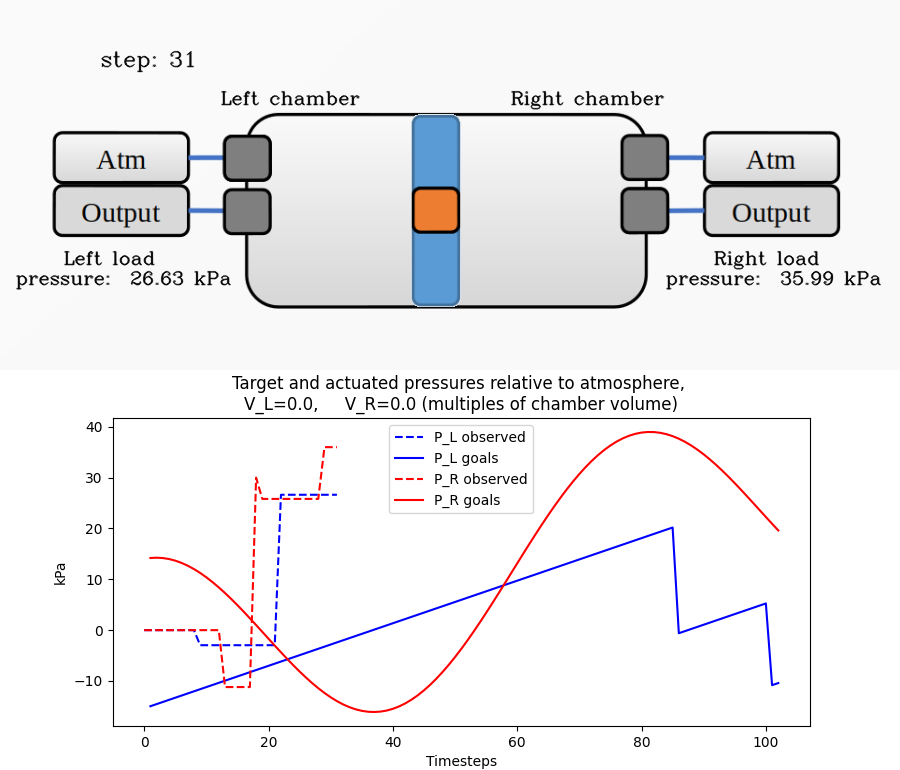 step: 31
Left chamber
Right chamber
Atm
Atm
Output
Output
Left load
pressure: 26.63 kPa
Right load
pressure: 35.99 kPa
Target and actuated pressures relative to atmosphere,
V_L=0.0, V_R=0.0 (multiples of chamber volume)
P_L observed
P_L goals
P_R observed
P_R goals
kPa
40
30
20
10
0
−10
0
20
40
60
80
100
Timesteps